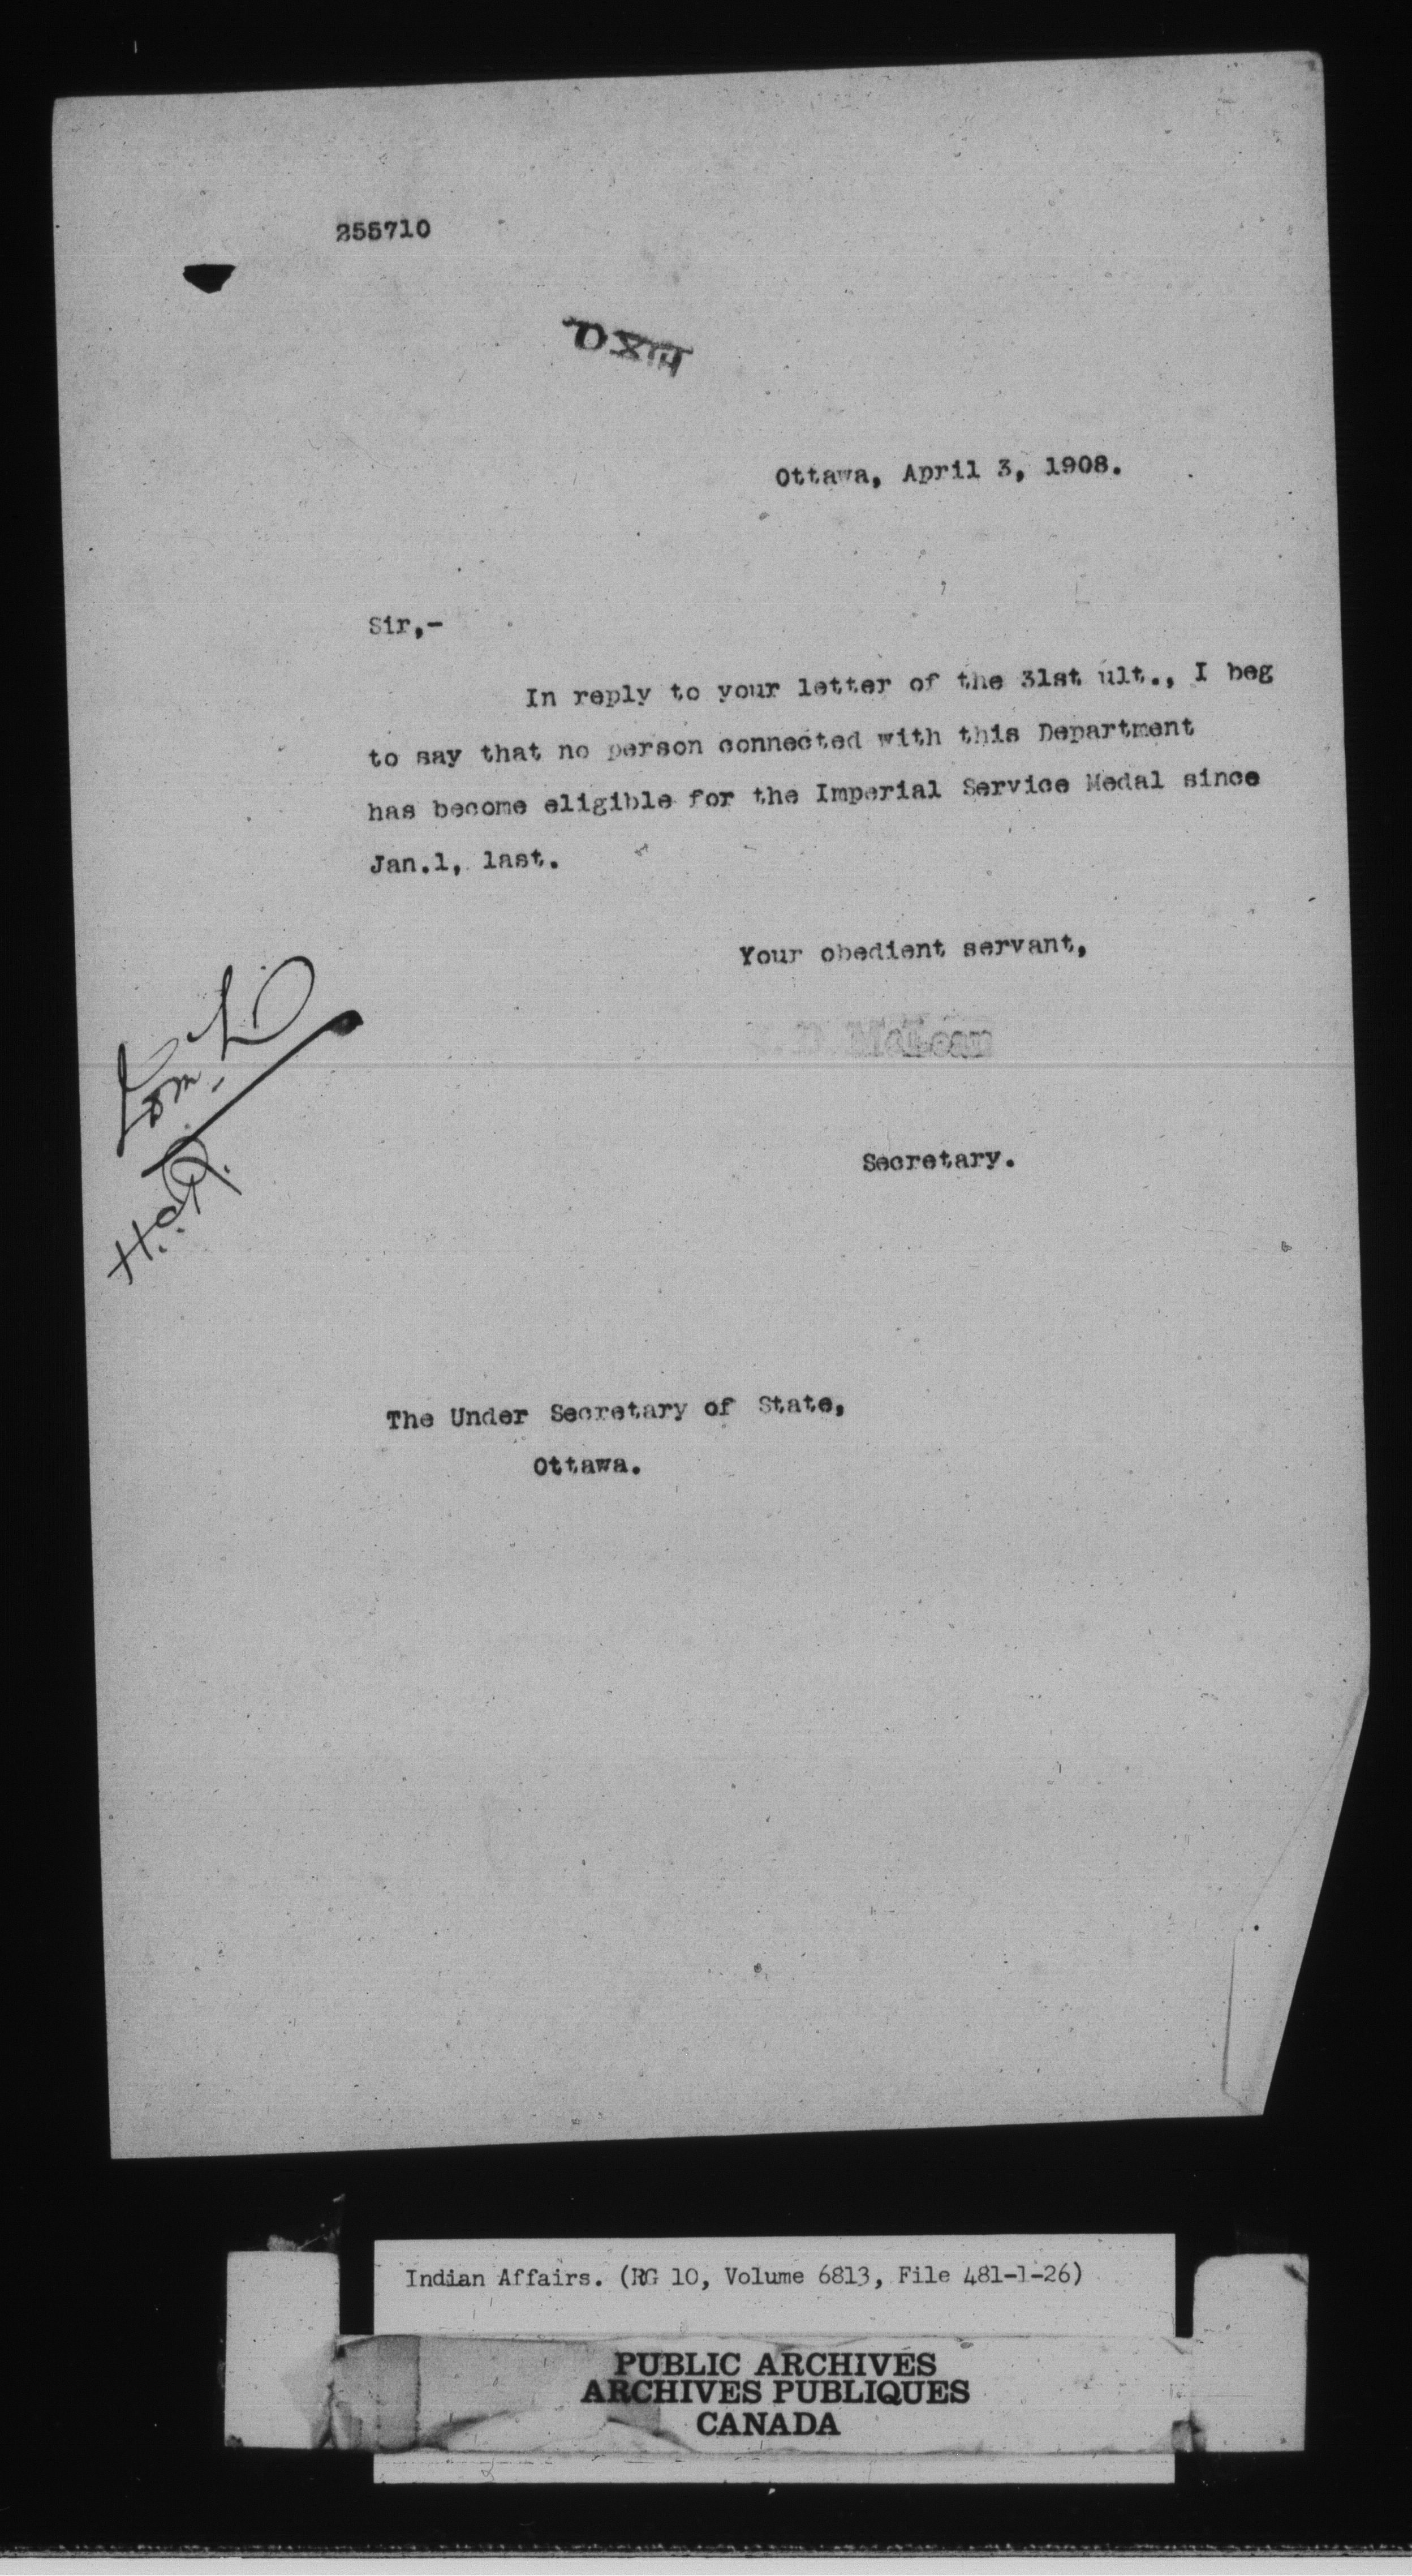 255710
Ottawa, April 3, 1908.
Sir,-
In reply to your letter of the 31st ult., I beg
to say that no person connected with this Department
has become eligible for the Imperial Service Medal since
Jan.1, last.
Your obedient servant,
D. McLean
Secretary.
The Under Secretary of State,
Ottawa.
Indian Affairs. (RG 10, Volume 6813, File 481-1-26)
PUBLIC ARCHIVES
ARCHIVES PUBLIQUES
CANADA